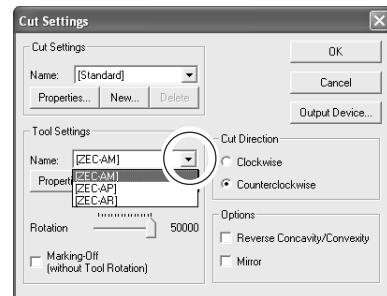 Cut Settings
Cut Settings
Name: [Standard]
Properties... New... Delete
OK
Cancel
Output Device...
Tool Settings
Name: [ZEC-AM]
[ZEC-AM]
[ZEC-AP]
[ZEC-AR]
Properti
Rotation 50000
Marking-Off
(without Tool Rotation)
Cut Direction
Clockwise
Counterclockwise
Options
Reverse Concavity/Convexity
Mirror